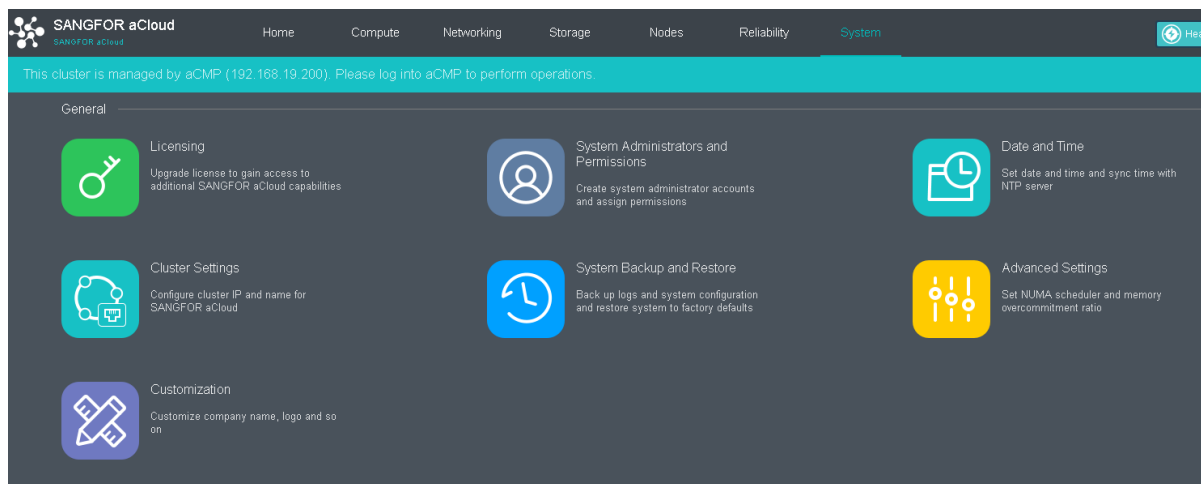 SANGFOR aCloud
SANGFOR aCloud
Home Compute Networking Storage Nodes Reliability System
This cluster is managed by aCMP (192.168.19.200). Please log into aCMP to perform operations.
General
Licensing
Upgrade license to gain access to
additional SANGFOR aCloud capabilities
System Administrators and
Permissions
Create system administrator accounts
and assign permissions
Date and Time
Set date and time and sync time with
NTP server
Cluster Settings
Configure cluster IP and name for
SANGFOR aCloud
System Backup and Restore
Back up logs and system configuration
and restore system to factory defaults
Advanced Settings
Set NUMA scheduler and memory
overcommitment ratio
Customization
Customize company name, logo and so
on